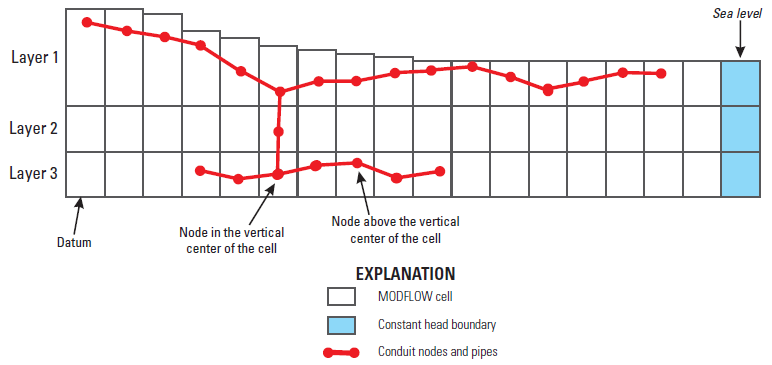 Sea level
Layer 1
Layer 2
Layer 3
Datum
Node in the vertical
center of the cell
Node above the vertical
center of the cell
EXPLANATION
MODFLOW cell
Constant head boundary
Conduit nodes and pipes